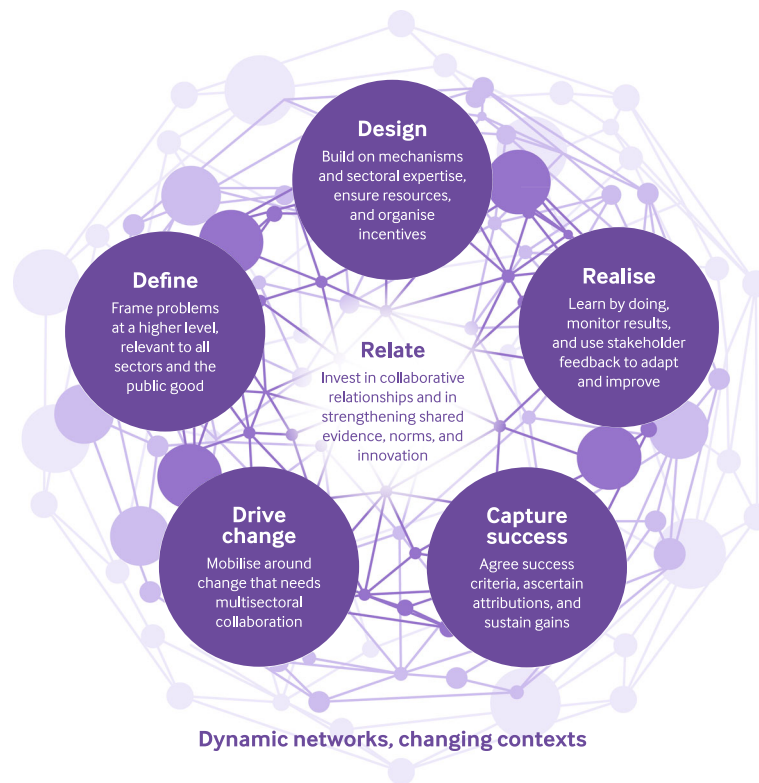 Design
Build on mechanisms
and sectoral expertise,
ensure resources,
and organise
incentives
Define
Frame problems
at a higher level,
relevant to all
sectors and the
public good
Realise
Learn by doing,
monitor results,
and use stakeholder
feedback to adapt
and improve
Relate
Invest in collaborative
relationships and in
strengthening shared
evidence, norms, and
innovation
Drive
change
Mobilise around
change that needs
multisectoral
collaboration
Capture
success
Agree success
criteria, ascertain
attributions, and
sustain gains
Dynamic networks, changing contexts